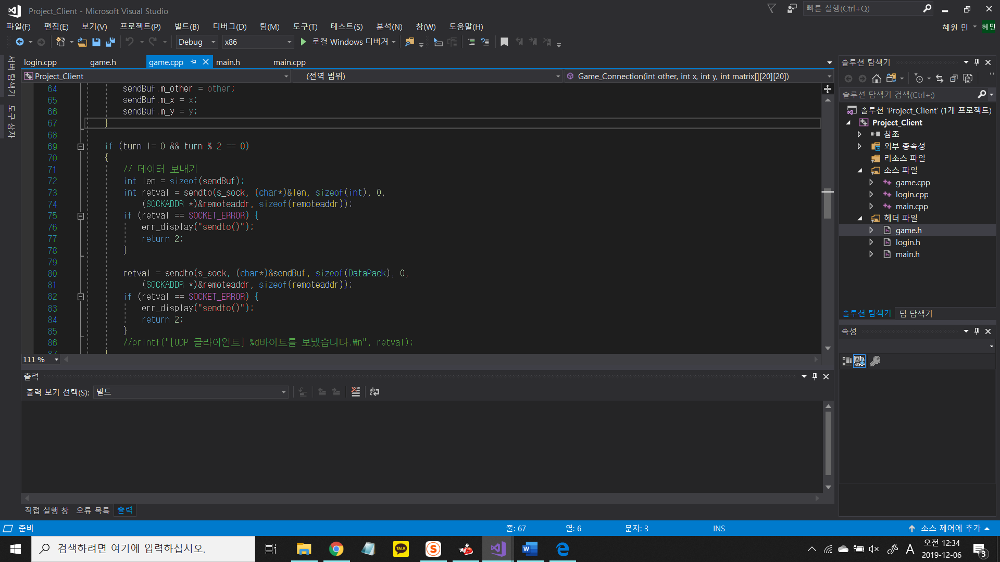 Project_Client - Microsoft Visual Studio
빠른 실행(Ctrl+Q)
파일(F) 편집(E) 보기(V) 프로젝트(P) 빌드(B) 디버그(D) 팀(M) 도구(T) 테스트(S) 분석(N) 창(W) 도움말(H)
혜원 민 혜민
Debug x86 로컬 Windows 디버거
서버 탐색기
도구 상자
login.cpp game.h game.cpp main.h main.cpp
Project_Client (전역 범위) Game_Connection(int other, int x, int y, int matrix[][20][20])
64 sendBuf.m_other = other;
65 sendBuf.m_x = x;
66 sendBuf.m_y = y;
67 }
68
69 if (turn != 0 && turn % 2 == 0)
70 {
71 // 데이터 보내기
72 int len = sizeof(sendBuf);
73 int retval = sendto(s_sock, (char*)&len, sizeof(int), 0,
74 (SOCKADDR *)&remoteaddr, sizeof(remoteaddr));
75 if (retval == SOCKET_ERROR) {
76 err_display("sendto()");
77 return 2;
78 }
79
80 retval = sendto(s_sock, (char*)&sendBuf, sizeof(DataPack), 0,
81 (SOCKADDR *)&remoteaddr, sizeof(remoteaddr));
82 if (retval == SOCKET_ERROR) {
83 err_display("sendto()");
84 return 2;
85 }
86 //printf("[UDP 클라이언트] %d바이트를 보냈습니다.₩n", retval);
87 }
111 %
출력
출력 보기 선택(S): 빌드
직접 실행 창 오류 목록 출력
솔루션 탐색기
솔루션 탐색기 검색(Ctrl+;)
솔루션 'Project_Client' (1개 프로젝트)
Project_Client
참조
외부 종속성
리소스 파일
소스 파일
game.cpp
login.cpp
main.cpp
헤더 파일
game.h
login.h
main.h
솔루션 탐색기 팀 탐색기
속성
준비 줄: 67 열: 6 문자: 3 INS 소스 제어에 추가
검색하려면 여기에 입력하십시오.
TALK
A
오전 12:34
2019-12-06
3